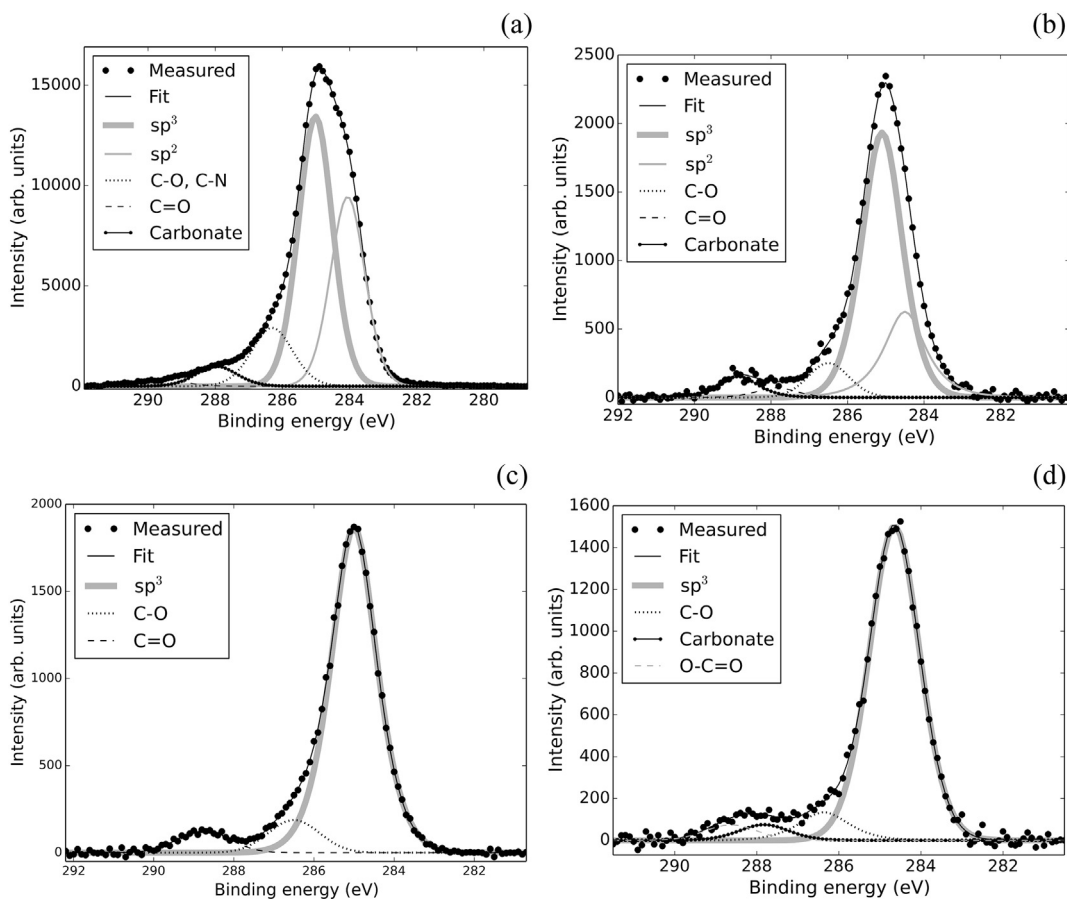 (a)
Measured
Fit
sp³
sp²
C-O, C-N
C=O
Carbonate
Intensity (arb. units)
15000
10000
5000
0
290 288 286 284 282 280
Binding energy (eV)
(b)
Measured
Fit
sp³
sp²
C-O
C=O
Carbonate
Intensity (arb. units)
2500
2000
1500
1000
500
0
292 290 288 286 284 282
Binding energy (eV)
(c)
Measured
Fit
sp³
C-O
C=O
Intensity (arb. units)
2000
1500
1000
500
0
292 290 288 286 284 282
Binding energy (eV)
(d)
Measured
Fit
sp³
C-O
Carbonate
O-C=O
Intensity (arb. units)
1600
1400
1200
1000
800
600
400
200
0
290 288 286 284 282
Binding energy (eV)